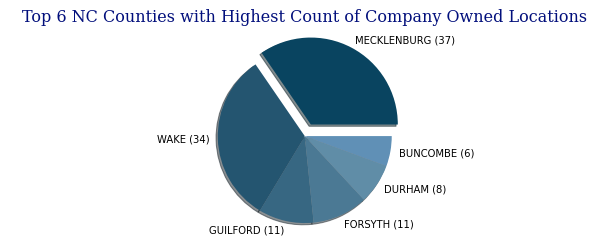 Top 6 NC Counties with Highest Count of Company Owned Locations
MECKLENBURG (37)
WAKE (34)
BUNCOMBE (6)
DURHAM (8)
FORSYTH (11)
GUILFORD (11)